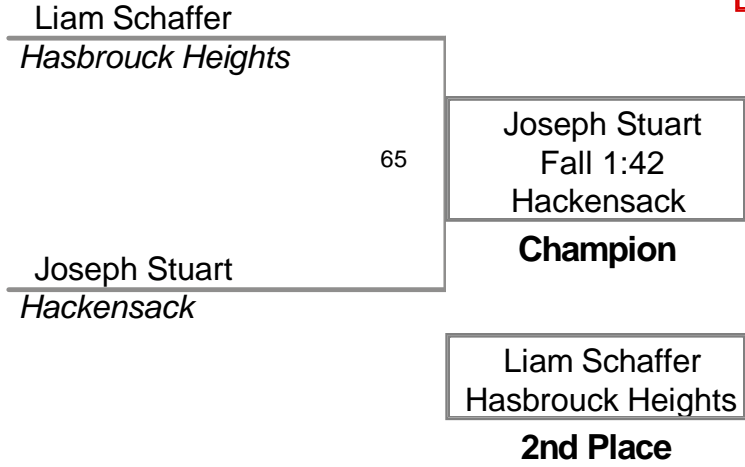 Liam Schaffer
Hasbrouck Heights
65
Joseph Stuart
Fall 1:42
Hackensack
Champion
Joseph Stuart
Hackensack
Liam Schaffer
Hasbrouck Heights
2nd Place